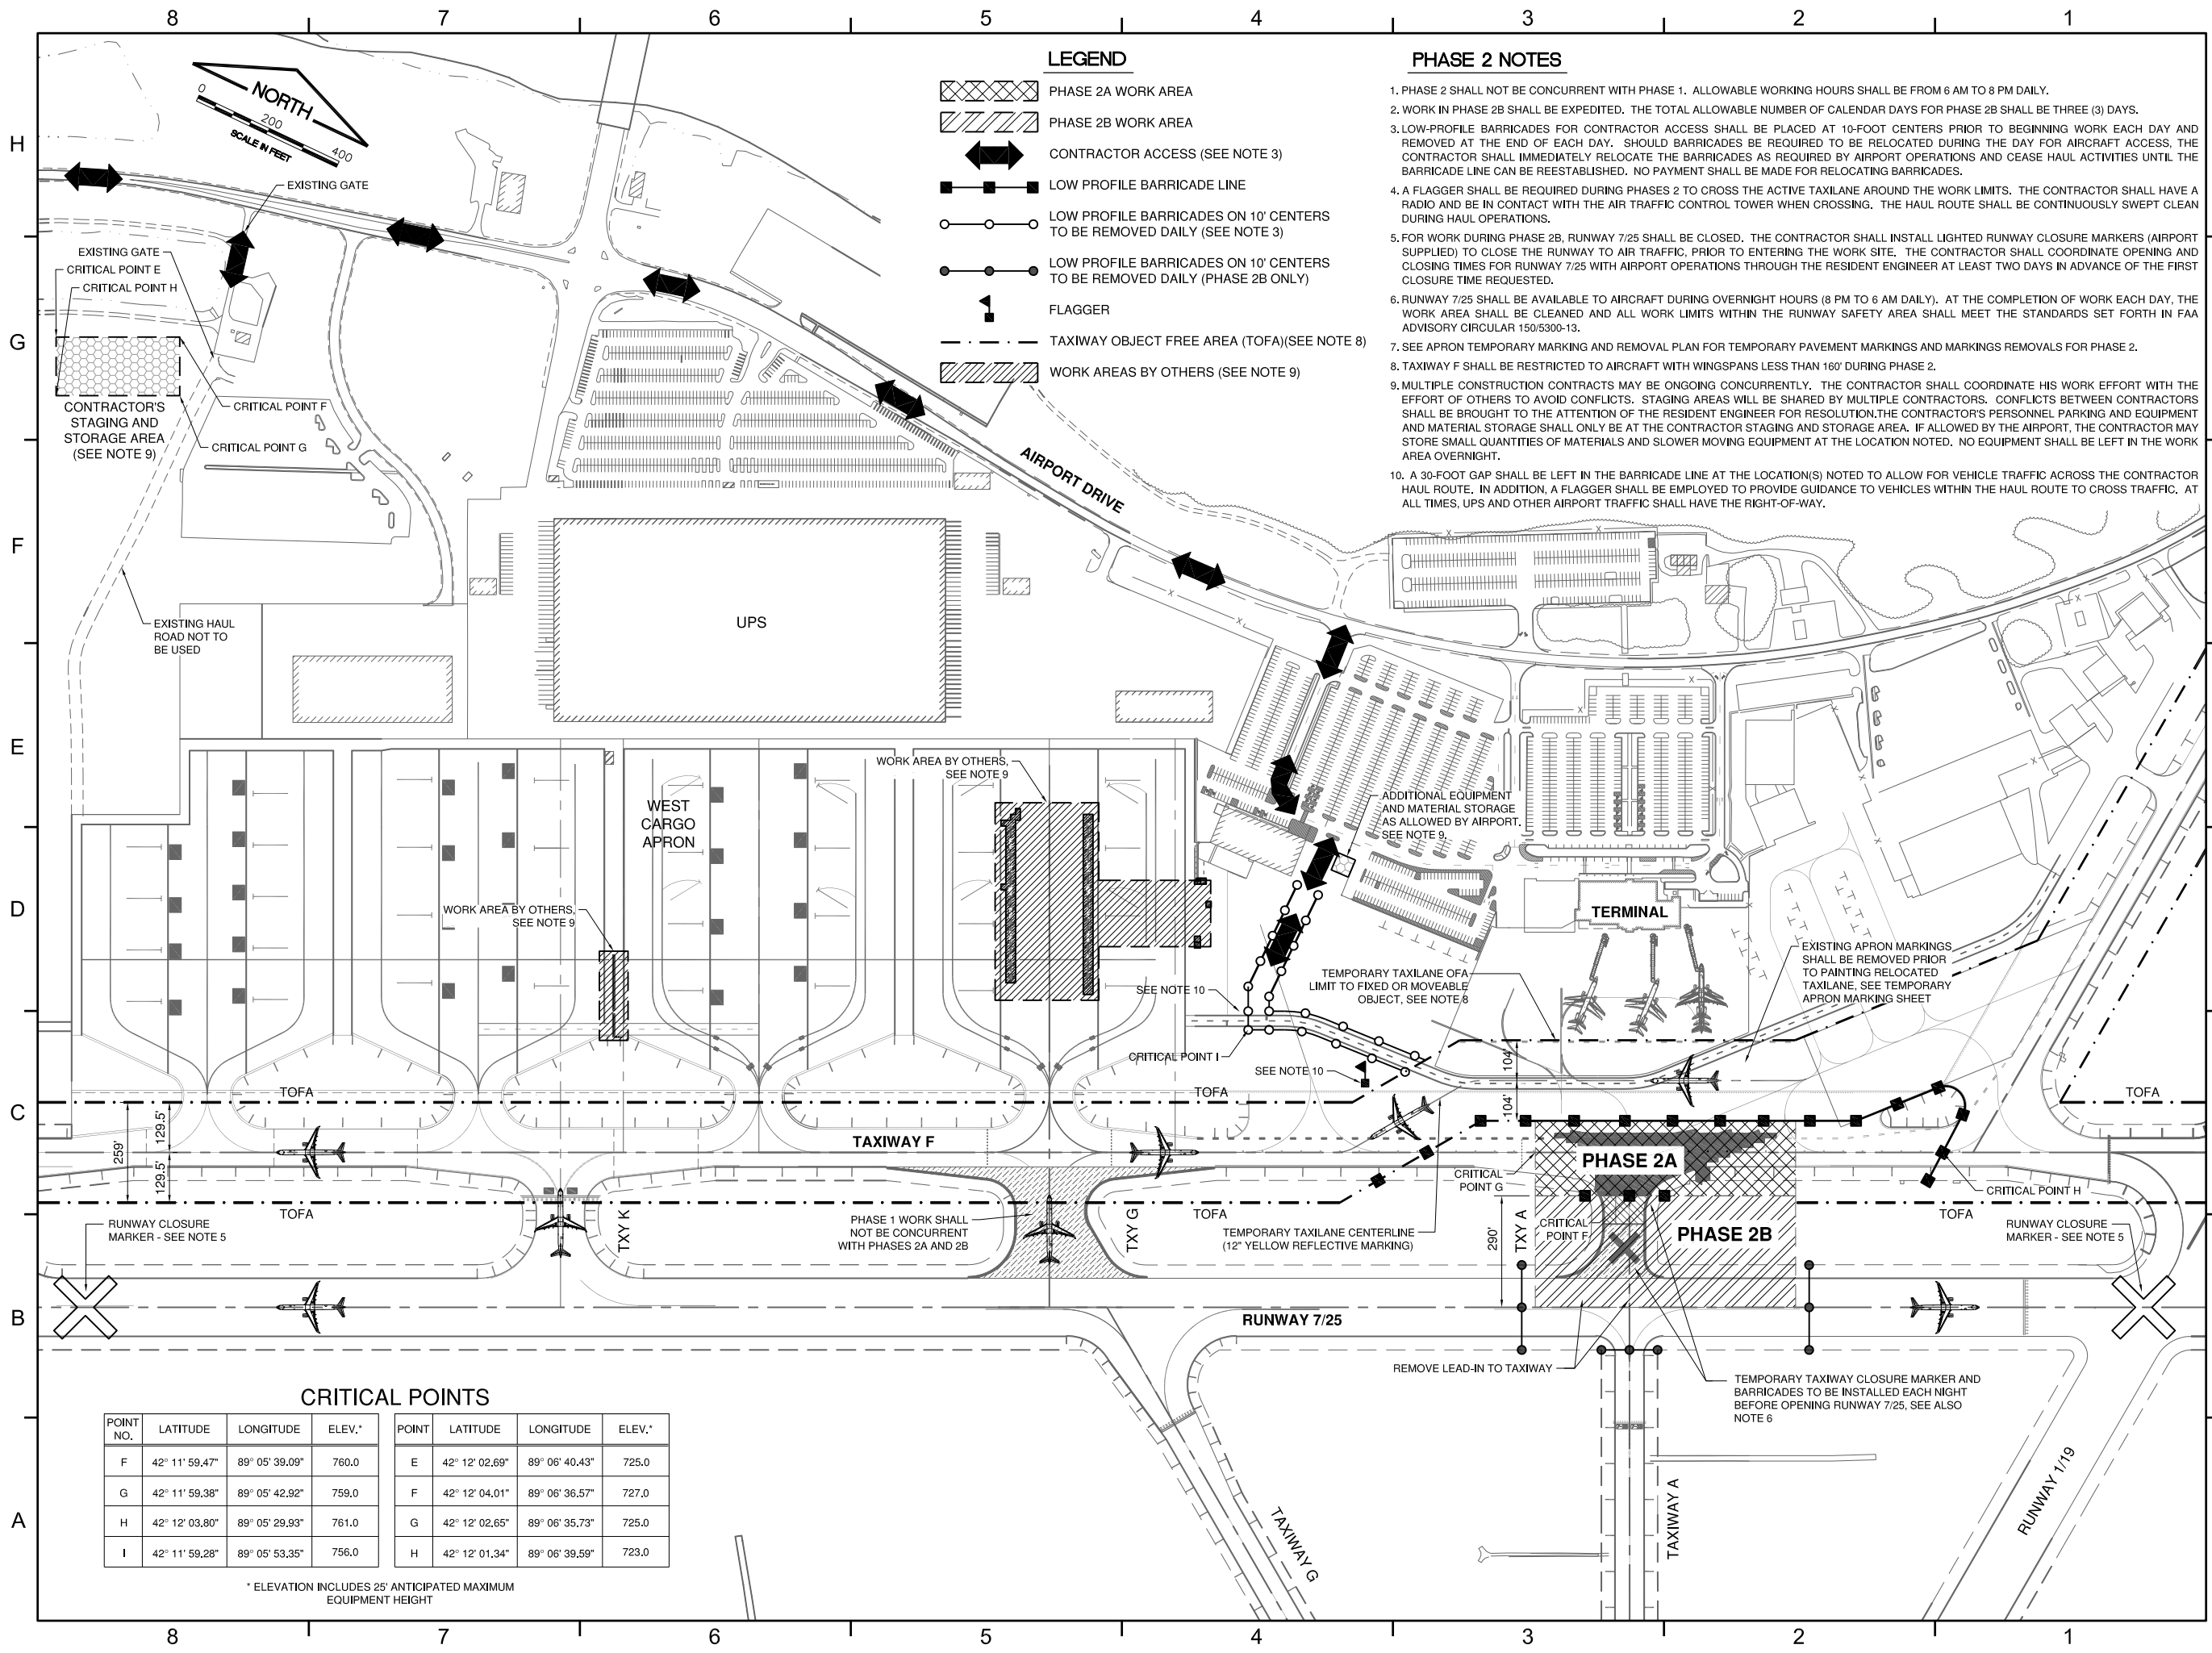 8 7 6 5 4 3 2 1
H
G
F
E
D
C
B
A
NORTH
0 200 400
SCALE IN FEET
LEGEND
PHASE 2A WORK AREA
PHASE 2B WORK AREA
CONTRACTOR ACCESS (SEE NOTE 3)
LOW PROFILE BARRICADE LINE
LOW PROFILE BARRICADES ON 10' CENTERS
TO BE REMOVED DAILY (SEE NOTE 3)
LOW PROFILE BARRICADES ON 10' CENTERS
TO BE REMOVED DAILY (PHASE 2B ONLY)
FLAGGER
TAXIWAY OBJECT FREE AREA (TOFA)(SEE NOTE 8)
WORK AREAS BY OTHERS (SEE NOTE 9)
PHASE 2 NOTES
1. PHASE 2 SHALL NOT BE CONCURRENT WITH PHASE 1. ALLOWABLE WORKING HOURS SHALL BE FROM 6 AM TO 8 PM DAILY.
2. WORK IN PHASE 2B SHALL BE EXPEDITED. THE TOTAL ALLOWABLE NUMBER OF CALENDAR DAYS FOR PHASE 2B SHALL BE THREE (3) DAYS.
3. LOW-PROFILE BARRICADES FOR CONTRACTOR ACCESS SHALL BE PLACED AT 10-FOOT CENTERS PRIOR TO BEGINNING WORK EACH DAY AND
REMOVED AT THE END OF EACH DAY. SHOULD BARRICADES BE REQUIRED TO BE RELOCATED DURING THE DAY FOR AIRCRAFT ACCESS, THE
CONTRACTOR SHALL IMMEDIATELY RELOCATE THE BARRICADES AS REQUIRED BY AIRPORT OPERATIONS AND CEASE HAUL ACTIVITIES UNTIL THE
BARRICADE LINE CAN BE REESTABLISHED. NO PAYMENT SHALL BE MADE FOR RELOCATING BARRICADES.
4. A FLAGGER SHALL BE REQUIRED DURING PHASES 2 TO CROSS THE ACTIVE TAXILANE AROUND THE WORK LIMITS. THE CONTRACTOR SHALL HAVE A
RADIO AND BE IN CONTACT WITH THE AIR TRAFFIC CONTROL TOWER WHEN CROSSING. THE HAUL ROUTE SHALL BE CONTINUOUSLY SWEPT CLEAN
DURING HAUL OPERATIONS.
5. FOR WORK DURING PHASE 2B, RUNWAY 7/25 SHALL BE CLOSED. THE CONTRACTOR SHALL INSTALL LIGHTED RUNWAY CLOSURE MARKERS (AIRPORT
SUPPLIED) TO CLOSE THE RUNWAY TO AIR TRAFFIC, PRIOR TO ENTERING THE WORK SITE. THE CONTRACTOR SHALL COORDINATE OPENING AND
CLOSING TIMES FOR RUNWAY 7/25 WITH AIRPORT OPERATIONS THROUGH THE RESIDENT ENGINEER AT LEAST TWO DAYS IN ADVANCE OF THE FIRST
CLOSURE TIME REQUESTED.
6. RUNWAY 7/25 SHALL BE AVAILABLE TO AIRCRAFT DURING OVERNIGHT HOURS (8 PM TO 6 AM DAILY). AT THE COMPLETION OF WORK EACH DAY, THE
WORK AREA SHALL BE CLEANED AND ALL WORK LIMITS WITHIN THE RUNWAY SAFETY AREA SHALL MEET THE STANDARDS SET FORTH IN FAA
ADVISORY CIRCULAR 150/5300-13.
7. SEE APRON TEMPORARY MARKING AND REMOVAL PLAN FOR TEMPORARY PAVEMENT MARKINGS AND MARKINGS REMOVALS FOR PHASE 2.
8. TAXIWAY F SHALL BE RESTRICTED TO AIRCRAFT WITH WINGSPANS LESS THAN 160' DURING PHASE 2.
9. MULTIPLE CONSTRUCTION CONTRACTS MAY BE ONGOING CONCURRENTLY. THE CONTRACTOR SHALL COORDINATE HIS WORK EFFORT WITH THE
EFFORT OF OTHERS TO AVOID CONFLICTS. STAGING AREAS WILL BE SHARED BY MULTIPLE CONTRACTORS. CONFLICTS BETWEEN CONTRACTORS
SHALL BE BROUGHT TO THE ATTENTION OF THE RESIDENT ENGINEER FOR RESOLUTION.THE CONTRACTOR'S PERSONNEL PARKING AND EQUIPMENT
AND MATERIAL STORAGE SHALL ONLY BE AT THE CONTRACTOR STAGING AND STORAGE AREA. IF ALLOWED BY THE AIRPORT, THE CONTRACTOR MAY
STORE SMALL QUANTITIES OF MATERIALS AND SLOWER MOVING EQUIPMENT AT THE LOCATION NOTED. NO EQUIPMENT SHALL BE LEFT IN THE WORK
AREA OVERNIGHT.
10. A 30-FOOT GAP SHALL BE LEFT IN THE BARRICADE LINE AT THE LOCATION(S) NOTED TO ALLOW FOR VEHICLE TRAFFIC ACROSS THE CONTRACTOR
HAUL ROUTE. IN ADDITION, A FLAGGER SHALL BE EMPLOYED TO PROVIDE GUIDANCE TO VEHICLES WITHIN THE HAUL ROUTE TO CROSS TRAFFIC. AT
ALL TIMES, UPS AND OTHER AIRPORT TRAFFIC SHALL HAVE THE RIGHT-OF-WAY.
EXISTING GATE
EXISTING GATE
CRITICAL POINT E
CRITICAL POINT H
CONTRACTOR'S
STAGING AND
STORAGE AREA
(SEE NOTE 9)
CRITICAL POINT F
CRITICAL POINT G
EXISTING HAUL
ROAD NOT TO
BE USED
AIRPORT DRIVE
UPS
WEST
CARGO
APRON
WORK AREA BY OTHERS,
SEE NOTE 9
WORK AREA BY OTHERS,
SEE NOTE 9
ADDITIONAL EQUIPMENT
AND MATERIAL STORAGE
AS ALLOWED BY AIRPORT.
SEE NOTE 9.
TERMINAL
EXISTING APRON MARKINGS
SHALL BE REMOVED PRIOR
TO PAINTING RELOCATED
TAXILANE, SEE TEMPORARY
APRON MARKING SHEET
TEMPORARY TAXILANE OFA
LIMIT TO FIXED OR MOVEABLE
OBJECT, SEE NOTE 8
SEE NOTE 10
CRITICAL POINT I
SEE NOTE 10
104'
104'
TOFA
TOFA
TOFA
259'
129.5'
129.5'
TAXIWAY F
PHASE 2A
CRITICAL
POINT G
CRITICAL POINT H
TOFA
TOFA
TOFA
RUNWAY CLOSURE
MARKER - SEE NOTE 5
TXY K
PHASE 1 WORK SHALL
NOT BE CONCURRENT
WITH PHASES 2A AND 2B
TXY G
TEMPORARY TAXILANE CENTERLINE
(12" YELLOW REFLECTIVE MARKING)
290'
TXY A
CRITICAL
POINT F
PHASE 2B
RUNWAY CLOSURE
MARKER - SEE NOTE 5
RUNWAY 7/25
REMOVE LEAD-IN TO TAXIWAY
TEMPORARY TAXIWAY CLOSURE MARKER AND
BARRICADES TO BE INSTALLED EACH NIGHT
BEFORE OPENING RUNWAY 7/25, SEE ALSO
NOTE 6
TAXIWAY G
TAXIWAY A
RUNWAY 1/19
CRITICAL POINTS
POINT NO. LATITUDE LONGITUDE ELEV.* POINT LATITUDE LONGITUDE ELEV.*
F 42° 11' 59.47" 89° 05' 39.09" 760.0 E 42° 12' 02.69" 89° 06' 40.43" 725.0
G 42° 11' 59.38" 89° 05' 42.92" 759.0 F 42° 12' 04.01" 89° 06' 36.57" 727.0
H 42° 12' 03.80" 89° 05' 29.93" 761.0 G 42° 12' 02.65" 89° 06' 35.73" 725.0
I 42° 11' 59.28" 89° 05' 53.35" 756.0 H 42° 12' 01.34" 89° 06' 39.59" 723.0
* ELEVATION INCLUDES 25' ANTICIPATED MAXIMUM
EQUIPMENT HEIGHT
8 7 6 5 4 3 2 1